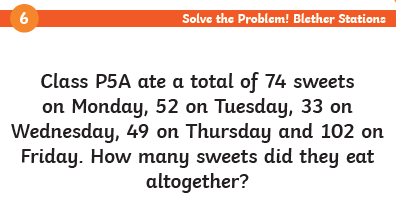 6
Solve the Problem! Blether Stations
Class P5A ate a total of 74 sweets
on Monday, 52 on Tuesday, 33 on
Wednesday, 49 on Thursday and 102 on
Friday. How many sweets did they eat
altogether?